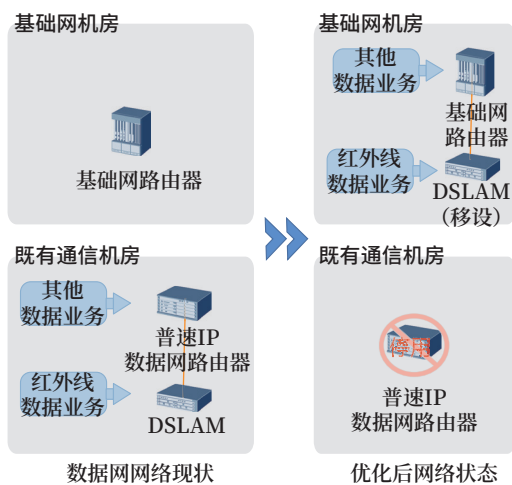 基础网机房
基础网路由器
既有通信机房
其他
数据业务
普速IP
数据网路由器
红外线
数据业务
DSLAM
数据网网络现状
基础网机房
其他
数据业务
基础网
路由器
红外线
数据业务
DSLAM
（移设）
既有通信机房
停用
普速IP
数据网路由器
优化后网络状态